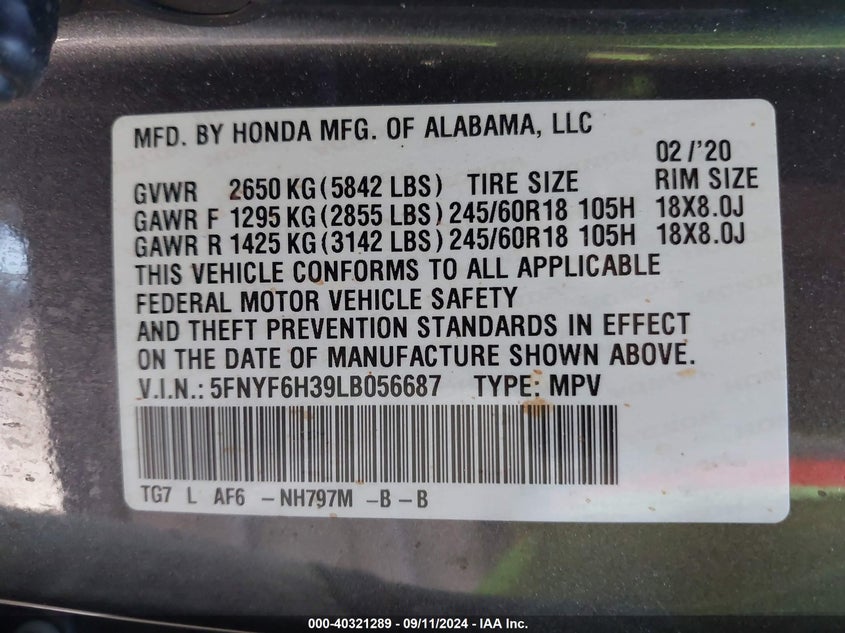 MFD. BY HONDA MFG. OF ALABAMA, LLC
02/'20
GVWR 2650 KG (5842 LBS) TIRE SIZE RIM SIZE
GAWR F 1295 KG (2855 LBS) 245/60R18 105H 18X8.0J
GAWR R 1425 KG (3142 LBS) 245/60R18 105H 18X8.0J
THIS VEHICLE CONFORMS TO ALL APPLICABLE
FEDERAL MOTOR VEHICLE SAFETY
AND THEFT PREVENTION STANDARDS IN EFFECT
ON THE DATE OF MANUFACTURE SHOWN ABOVE.
V.I.N.: 5FNYF6H39LB056687 TYPE: MPV
TG7 L AF6 – NH797M –B – B
000-40321289 - 09/11/2024 - IAA Inc.